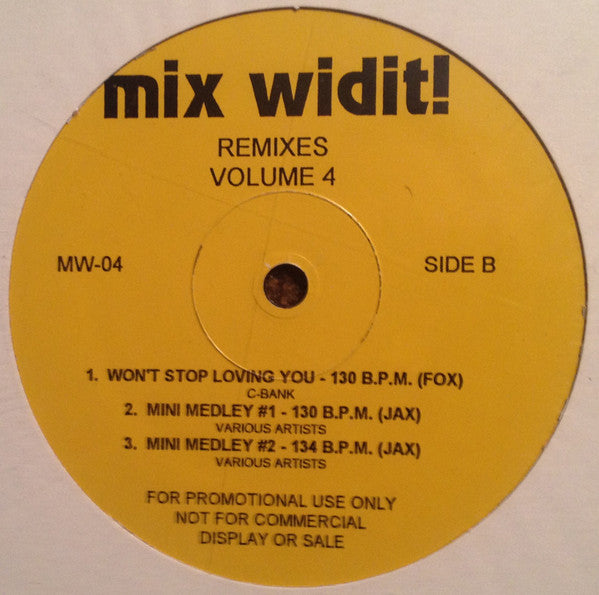 mix widit!
REMIXES
VOLUME 4
MW-04
SIDE B
1. WON'T STOP LOVING YOU - 130 B.P.M. (FOX)
C-BANK
2. MINI MEDLEY #1 - 130 B.P.M. (JAX)
VARIOUS ARTISTS
3. MINI MEDLEY #2 - 134 B.P.M. (JAX)
VARIOUS ARTISTS
FOR PROMOTIONAL USE ONLY
NOT FOR COMMERCIAL
DISPLAY OR SALE